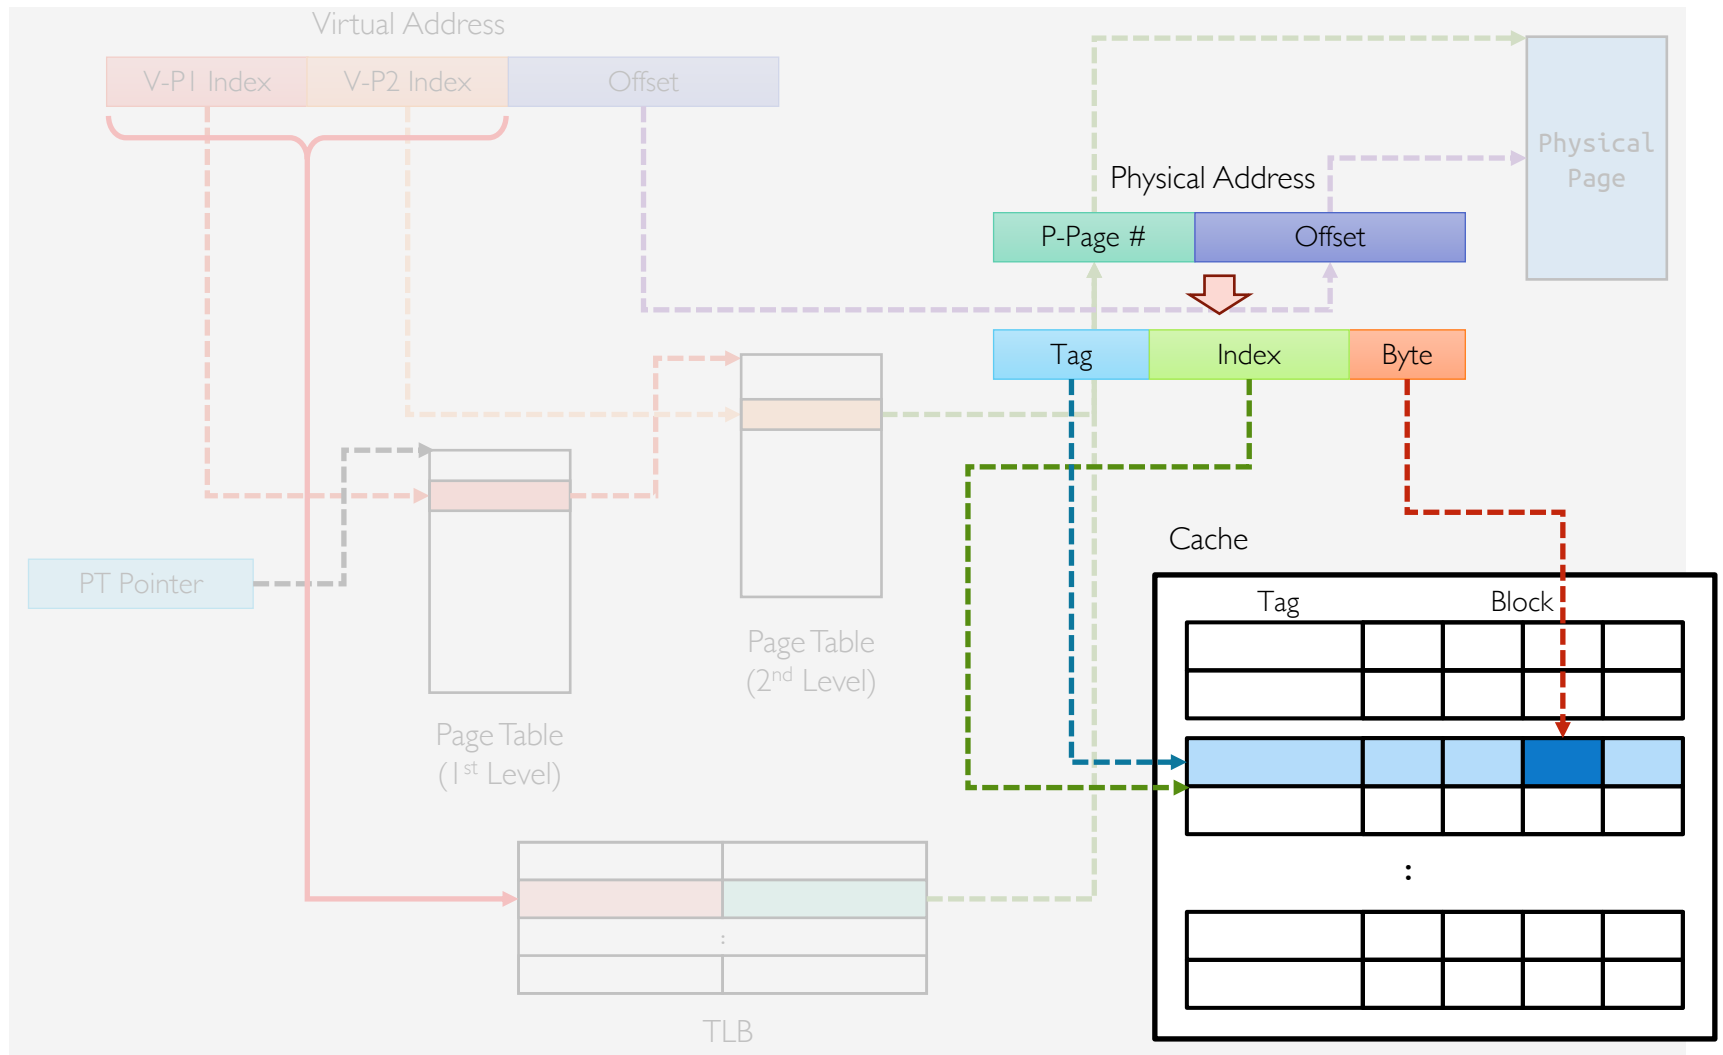 Virtual Address
V-P1 Index
V-P2 Index
Offset
Physical
Page
Physical Address
P-Page #
Offset
Tag
Index
Byte
PT Pointer
Page Table
(1st Level)
Page Table
(2nd Level)
Cache
Tag
Block
:
:
TLB